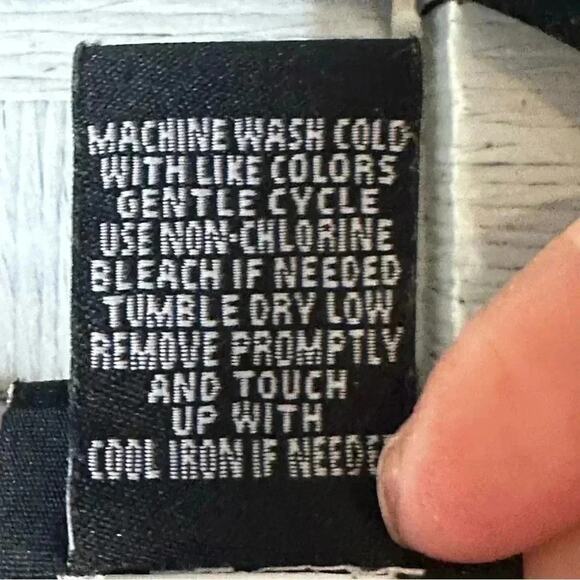 MACHINE WASH COLD
WITH LIKE COLORS
GENTLE CYCLE
USE NON-CHLORINE
BLEACH IF NEEDED
TUMBLE DRY LOW
REMOVE PROMPTLY
AND TOUCH
UP WITH
COOL IRON IF NEEDED